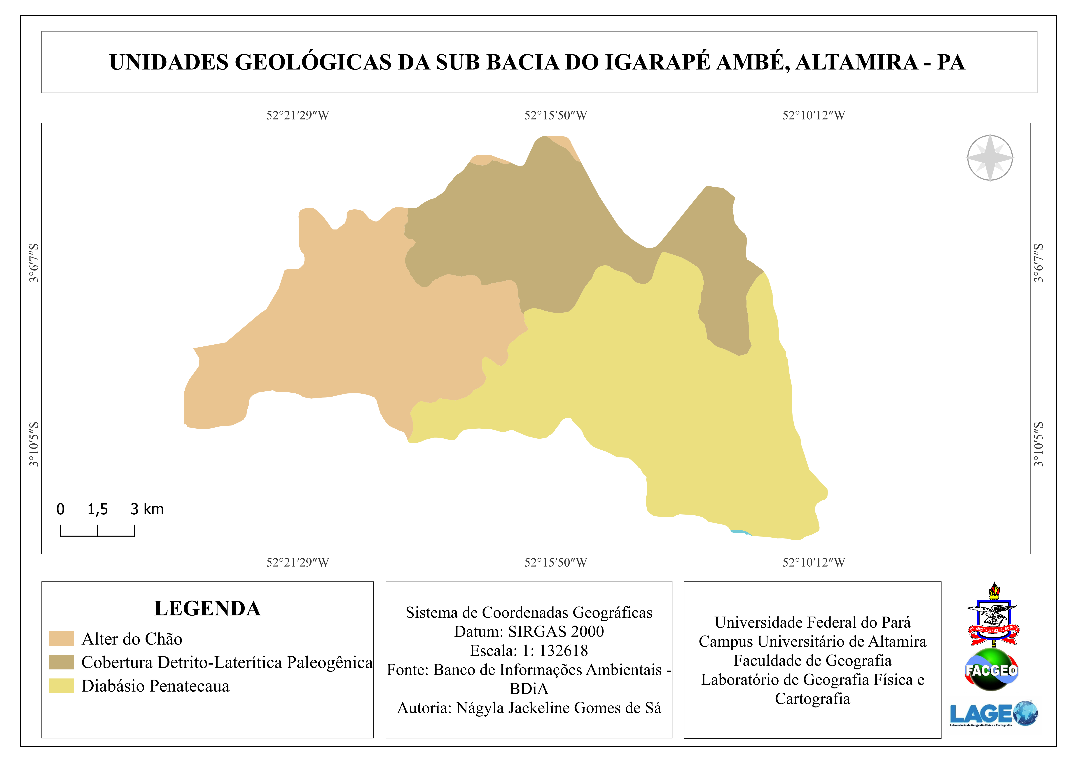 UNIDADES GEOLÓGICAS DA SUB BACIA DO IGARAPÉ AMBÉ, ALTAMIRA - PA
52°21'29"W 52°15'50"W 52°10'12"W
3°6'7"S 3°6'7"S
3°10'5"S 3°10'5"S
0 1,5 3 km
52°21'29"W 52°15'50"W 52°10'12"W
LEGENDA
Alter do Chão
Cobertura Detrito-Laterítica Paleogênica
Diabásio Penatecaua
Sistema de Coordenadas Geográficas
Datum: SIRGAS 2000
Escala: 1: 132618
Fonte: Banco de Informações Ambientais -
BDiA
Autoria: Nágyla Jackeline Gomes de Sá
Universidade Federal do Pará
Campus Universitário de Altamira
Faculdade de Geografia
Laboratório de Geografia Física e
Cartografia
FACGEO
LAGE